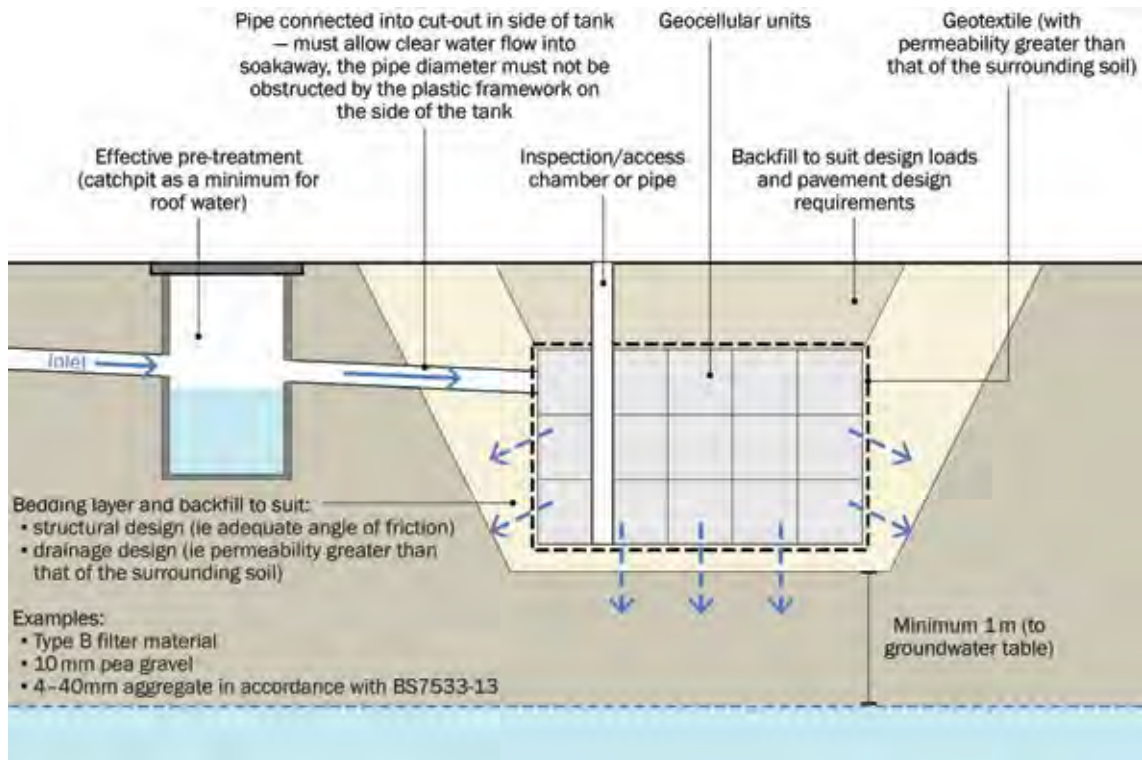 Pipe connected into cut-out in side of tank
— must allow clear water flow into
soakaway, the pipe diameter must not be
obstructed by the plastic framework on
the side of the tank
Geocellular units
Geotextile (with
permeability greater than
that of the surrounding soil)
Effective pre-treatment
(catchpit as a minimum for
roof water)
Inspection/access
chamber or pipe
Backfill to suit design loads
and pavement design
requirements
Inlet
Bedding layer and backfill to suit:
• structural design (ie adequate angle of friction)
• drainage design (ie permeability greater than
that of the surrounding soil)
Examples:
• Type B filter material
• 10 mm pea gravel
• 4–40mm aggregate in accordance with BS7533-13
Minimum 1 m (to
groundwater table)